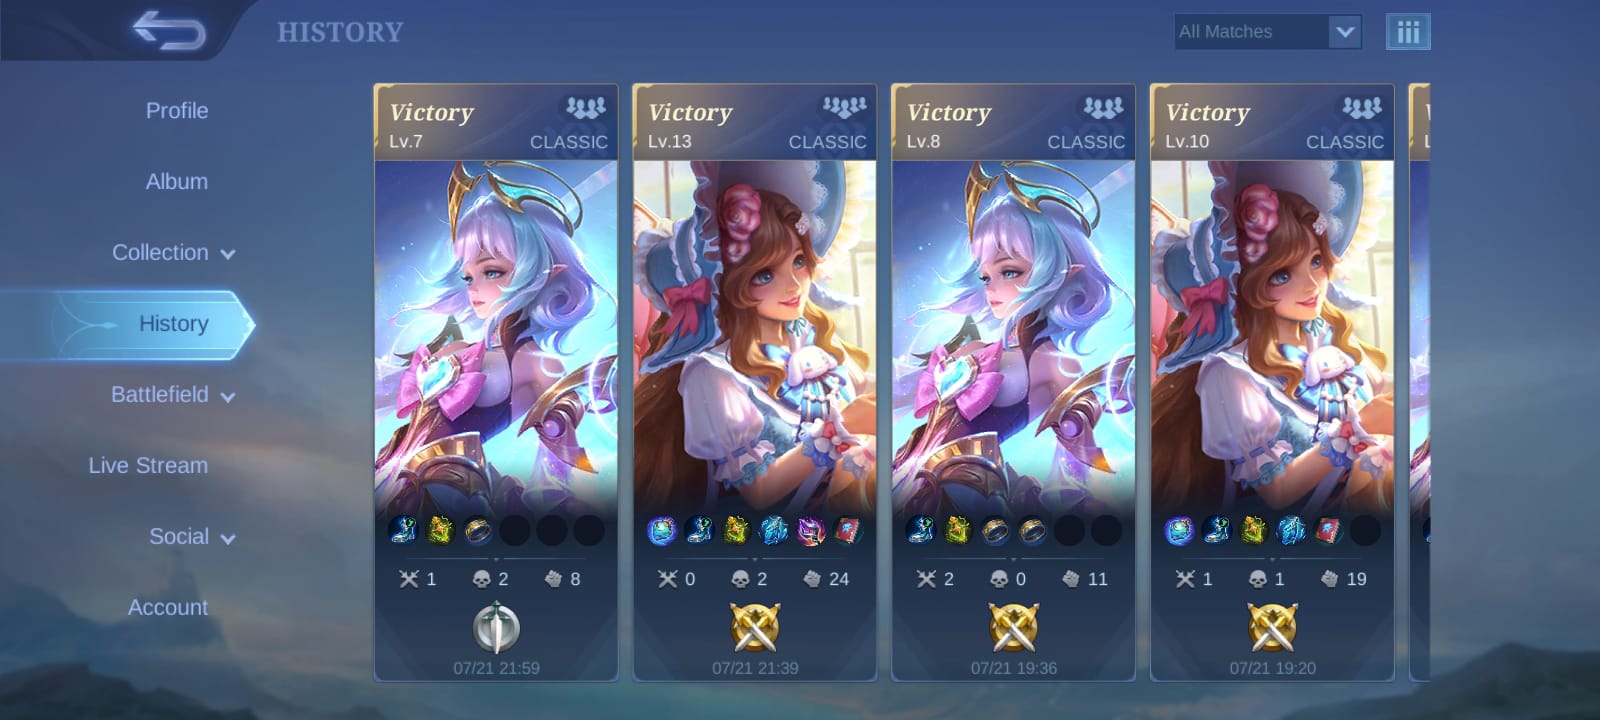 HISTORY
All Matches
Profile
Album
Collection
History
Battlefield
Live Stream
Social
Account
Victory
Lv.7 CLASSIC
1 2 8
07/21 21:59
Victory
Lv.13 CLASSIC
0 2 24
07/21 21:39
Victory
Lv.8 CLASSIC
2 0 11
07/21 19:36
Victory
Lv.10 CLASSIC
1 1 19
07/21 19:20